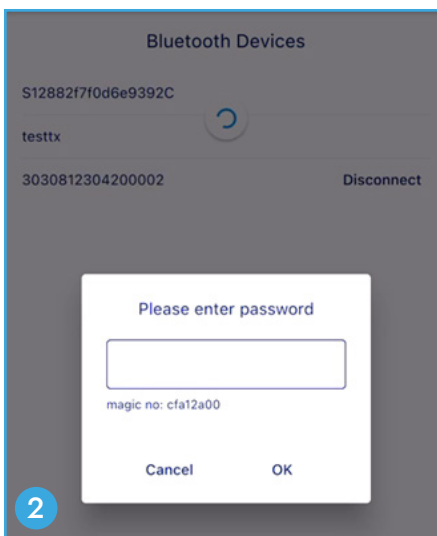 Bluetooth Devices
S12882f7f0d6e9392C
testtx
3030812304200002 Disconnect
Please enter password
magic no: cfa12a00
Cancel OK
2